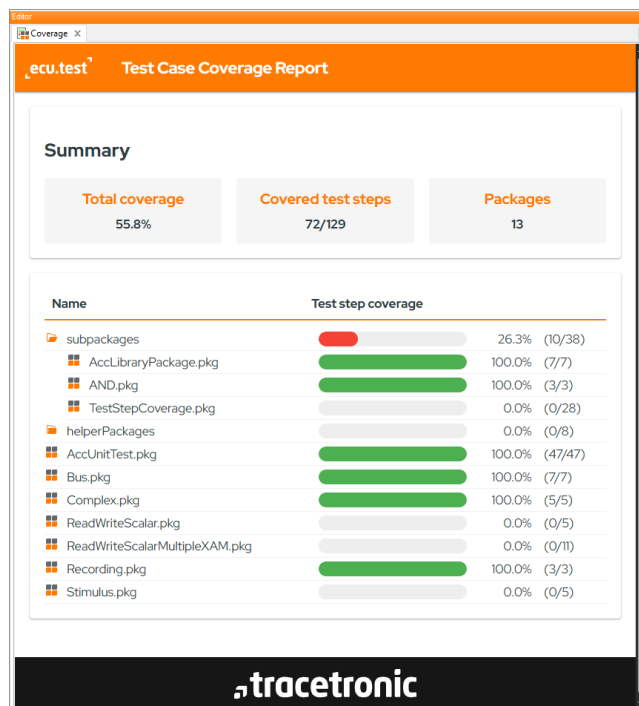 Editor
Coverage X
ecu.test Test Case Coverage Report
Summary
Total coverage Covered test steps Packages
55.8% 72/129 13
Name Test step coverage
subpackages 26.3% (10/38)
AccLibraryPackage.pkg 100.0% (7/7)
AND.pkg 100.0% (3/3)
TestStepCoverage.pkg 0.0% (0/28)
helperPackages 0.0% (0/8)
AccUnitTest.pkg 100.0% (47/47)
Bus.pkg 100.0% (7/7)
Complex.pkg 100.0% (5/5)
ReadWriteScalar.pkg 0.0% (0/5)
ReadWriteScalarMultipleXAM.pkg 0.0% (0/11)
Recording.pkg 100.0% (3/3)
Stimulus.pkg 0.0% (0/5)
tracetronic